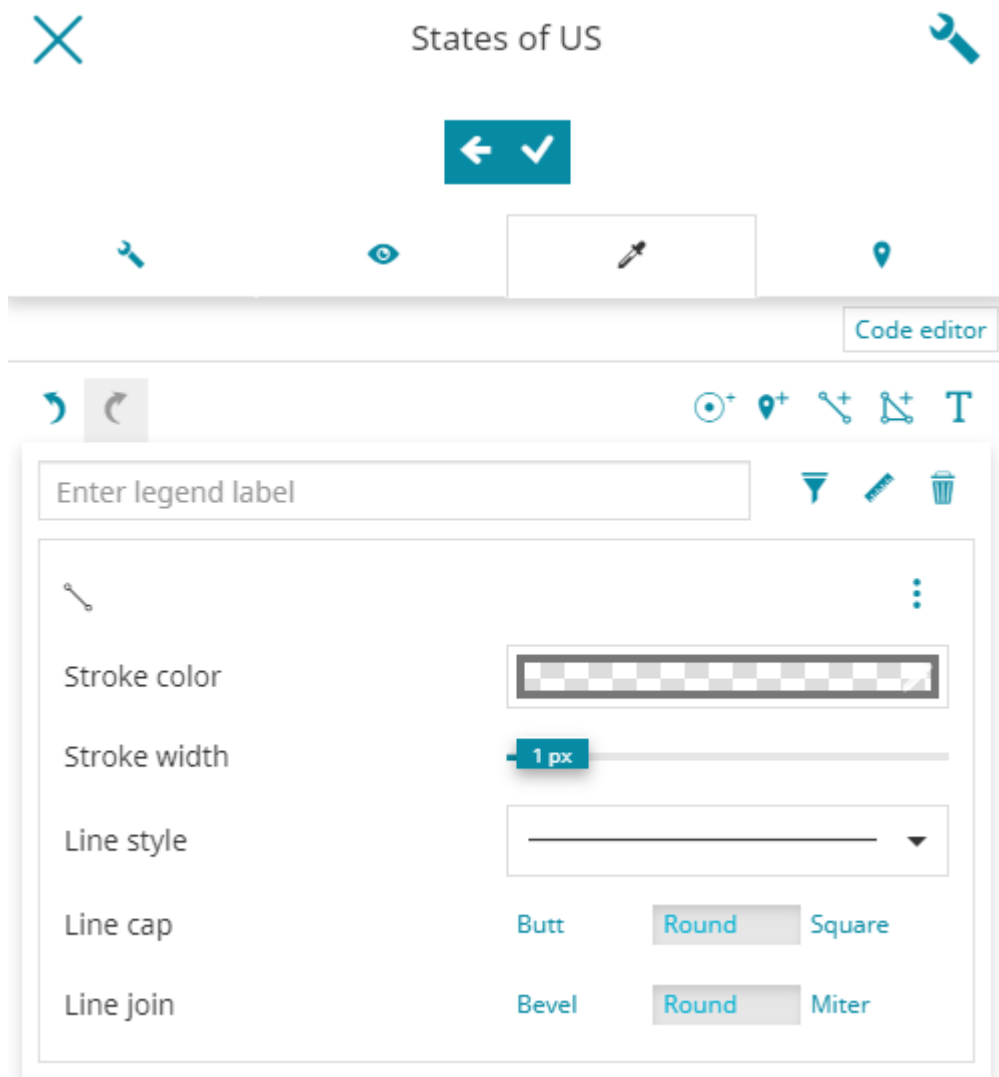 States of US
Code editor
T
Enter legend label
Stroke color
Stroke width
1 px
Line style
Line cap
Butt Round Square
Line join
Bevel Round Miter